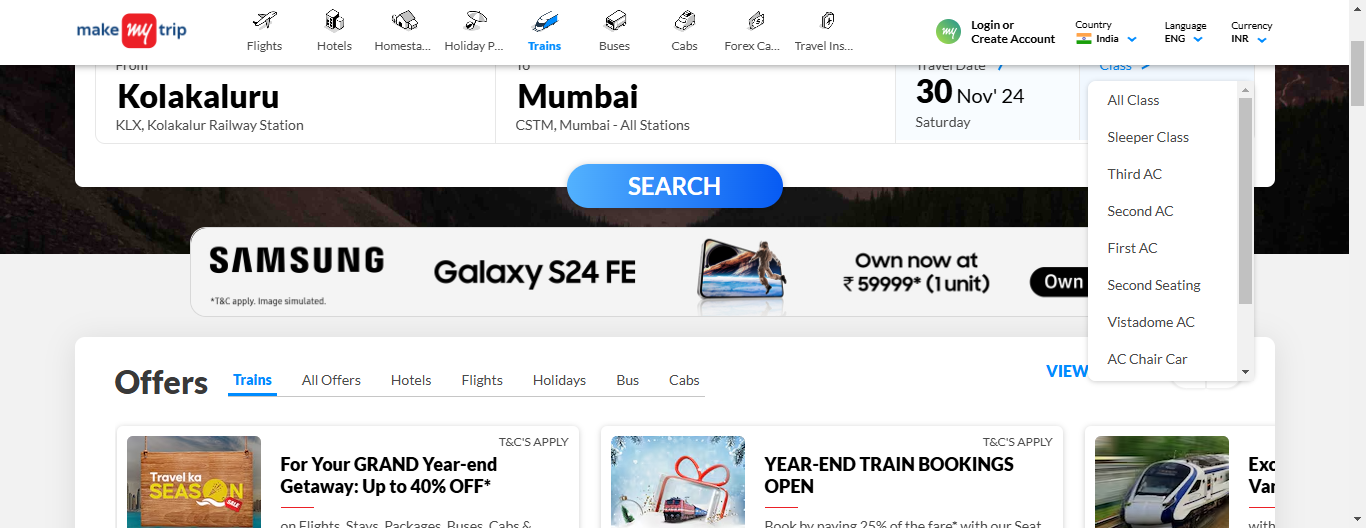 make my trip
Flights
Hotels
Homesta...
Holiday P...
Trains
Buses
Cabs
Forex Ca...
Travel Ins...
my
Login or
Create Account
Country
India
Language
ENG
Currency
INR
From
To
Travel Date
Class
Kolakaluru
KLX, Kolakalur Railway Station
Mumbai
CSTM, Mumbai - All Stations
30 Nov' 24
Saturday
All Class
Sleeper Class
Third AC
Second AC
First AC
Second Seating
Vistadome AC
AC Chair Car
SEARCH
SAMSUNG
*T&C apply. Image simulated.
Galaxy S24 FE
Own now at
₹ 59999* (1 unit)
Own
Offers
Trains
All Offers
Hotels
Flights
Holidays
Bus
Cabs
VIEW
T&C'S APPLY
Travel ka
SEASON
SALE
For Your GRAND Year-end
Getaway: Up to 40% OFF*
on Flights, Stays, Packages, Buses, Cabs &
T&C'S APPLY
YEAR-END TRAIN BOOKINGS
OPEN
Book by paying 25% of the fare* with our Seat